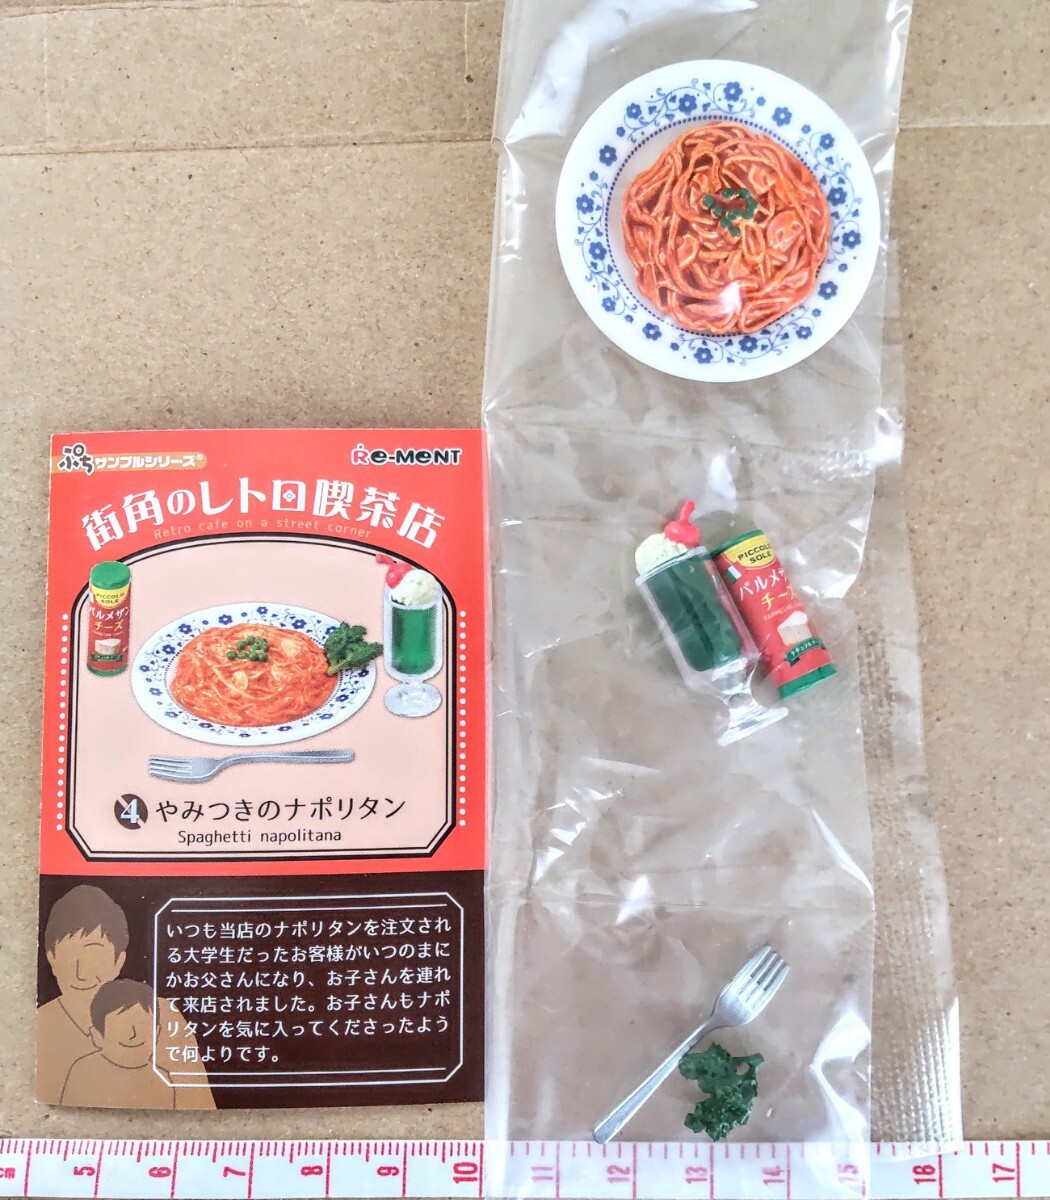 ぷちサンプルシリーズ®
Re-MeNT
街角のレトロ喫茶店
Retro cafe on a street corner
PICCOLO
SOLE
パルメザン
チーズ
4 やみつきのナポリタン
Spaghetti napolitana
いつも当店のナポリタンを注文され
る大学生だったお客様がいつのまに
かお父さんになり、お子さんを連れ
て来店されました。お子さんもナポ
リタンを気に入ってくださったよう
で何よりです。
PICCOLO
SOLE
パルメザン
チーズ
5 6 7 8 9 10 11 12 13 14 15 18 17